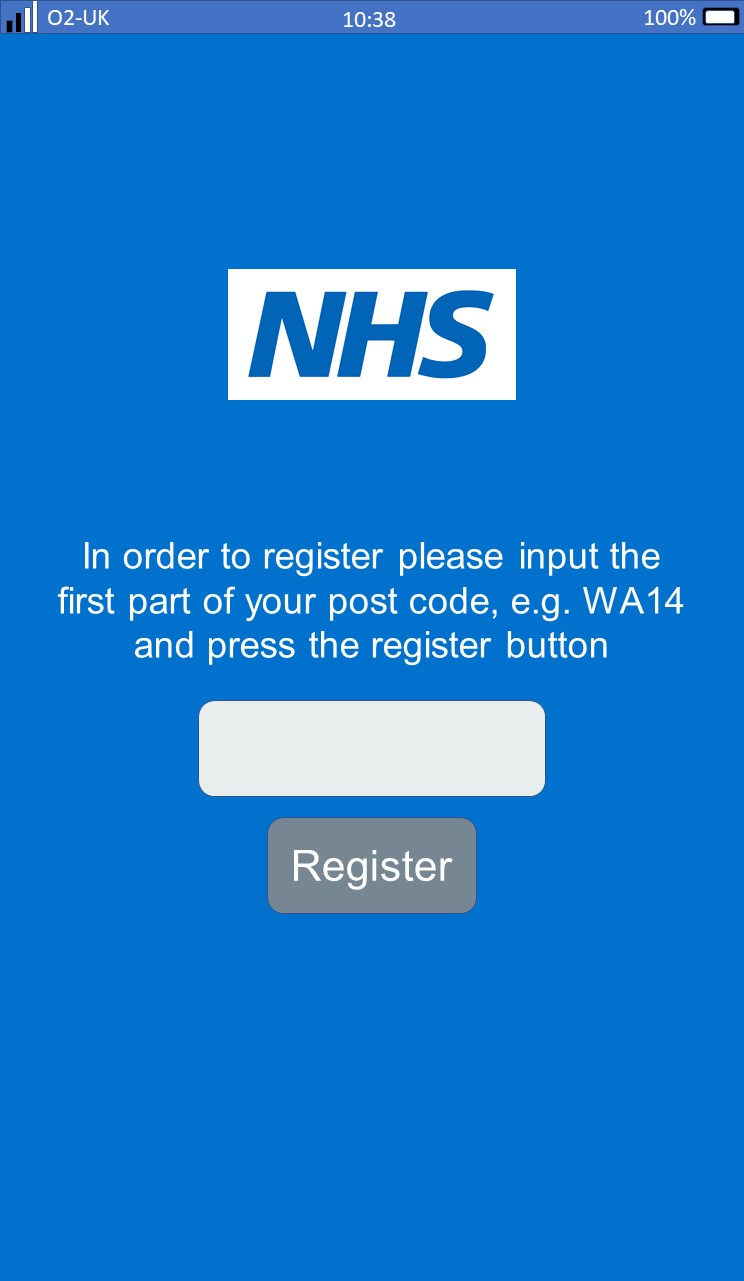 O2-UK 10:38 100%
NHS
In order to register please input the
first part of your post code, e.g. WA14
and press the register button
Register